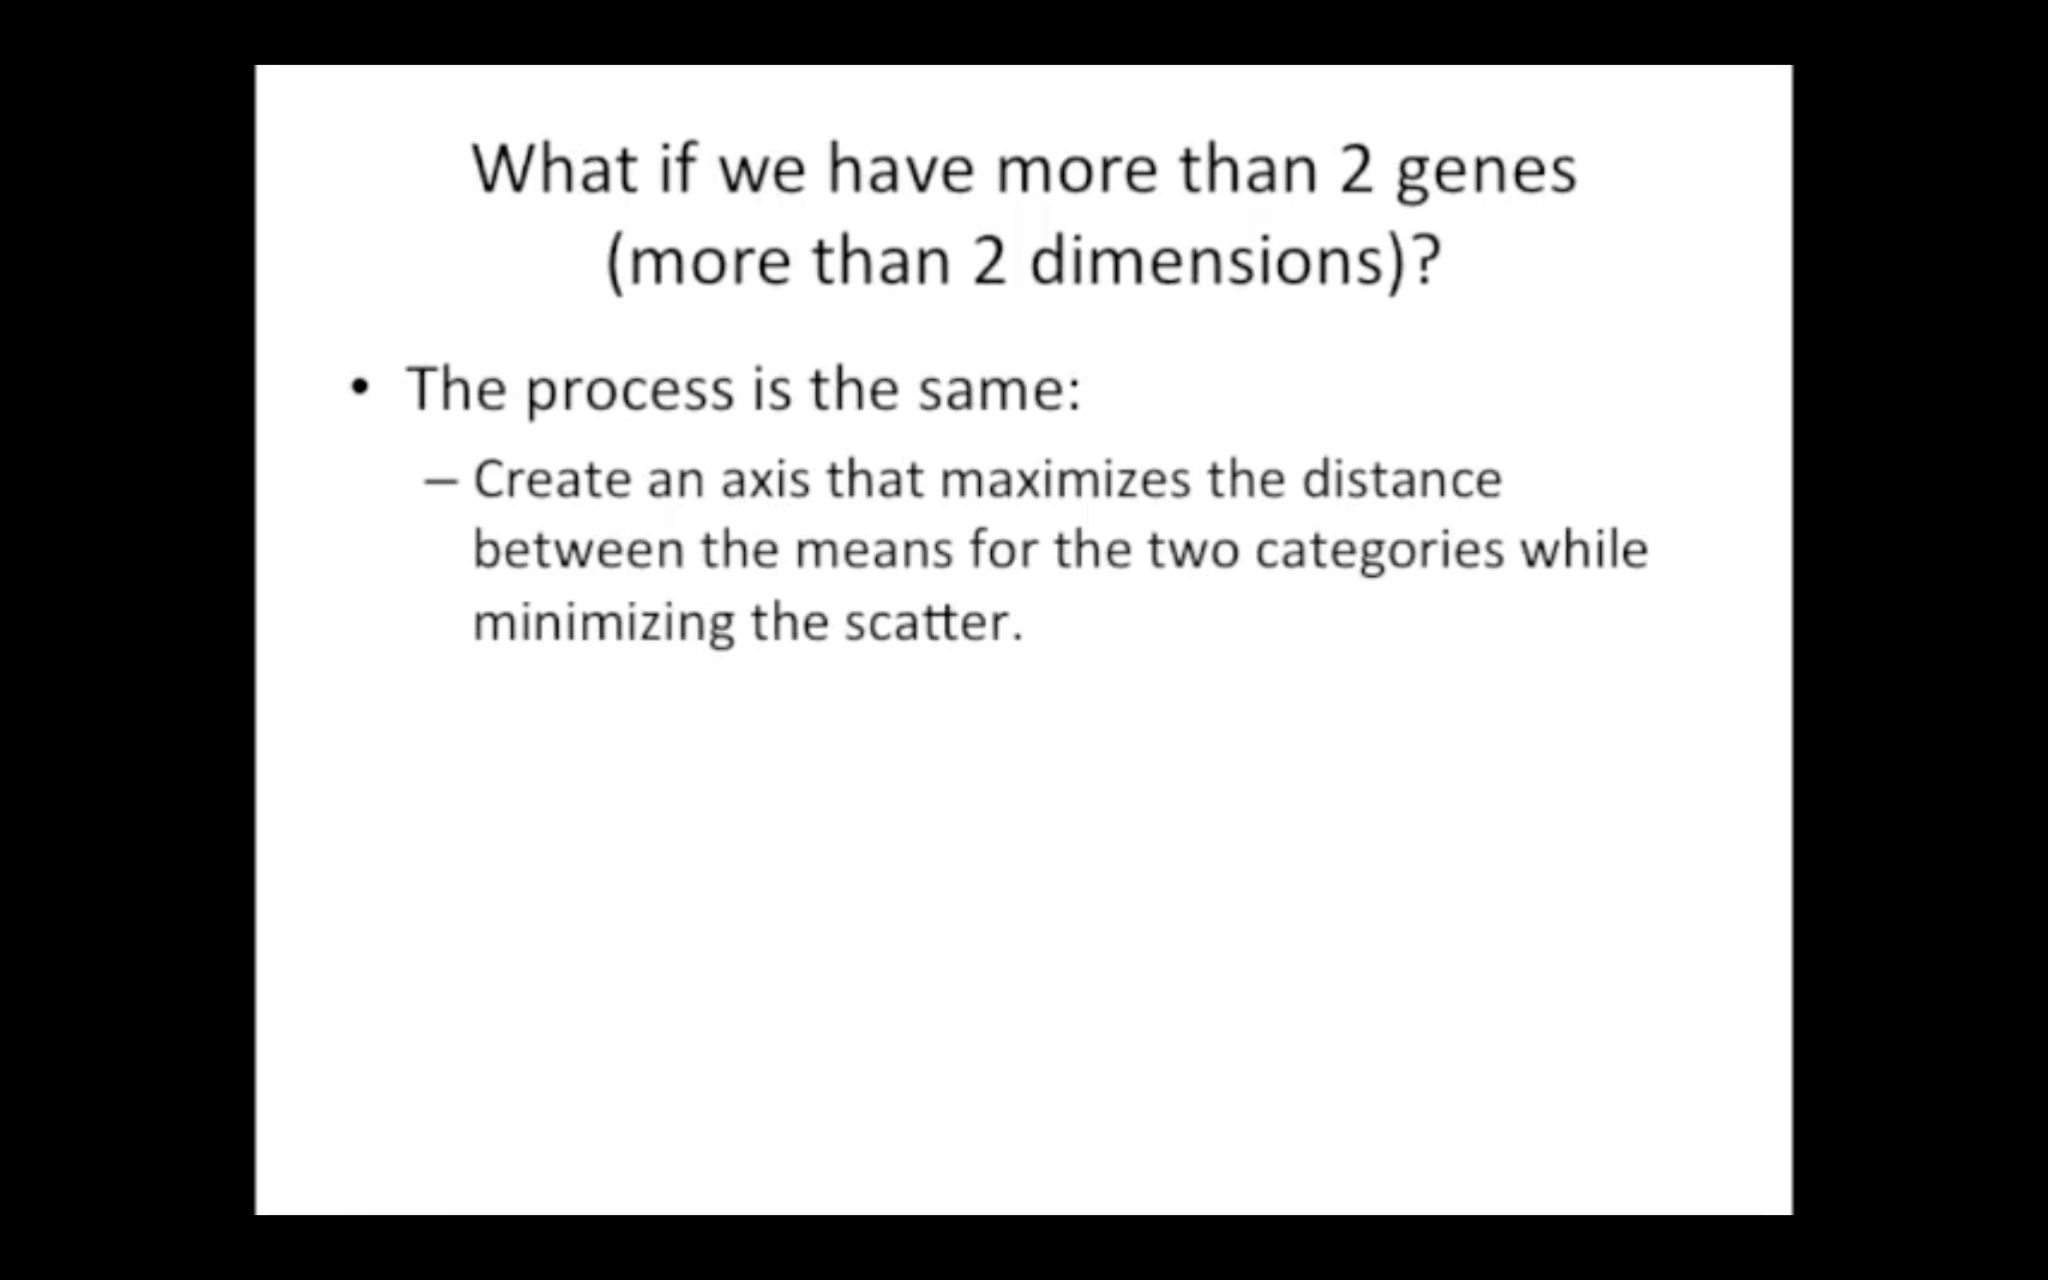 What if we have more than 2 genes
(more than 2 dimensions)?
• The process is the same:
– Create an axis that maximizes the distance
between the means for the two categories while
minimizing the scatter.